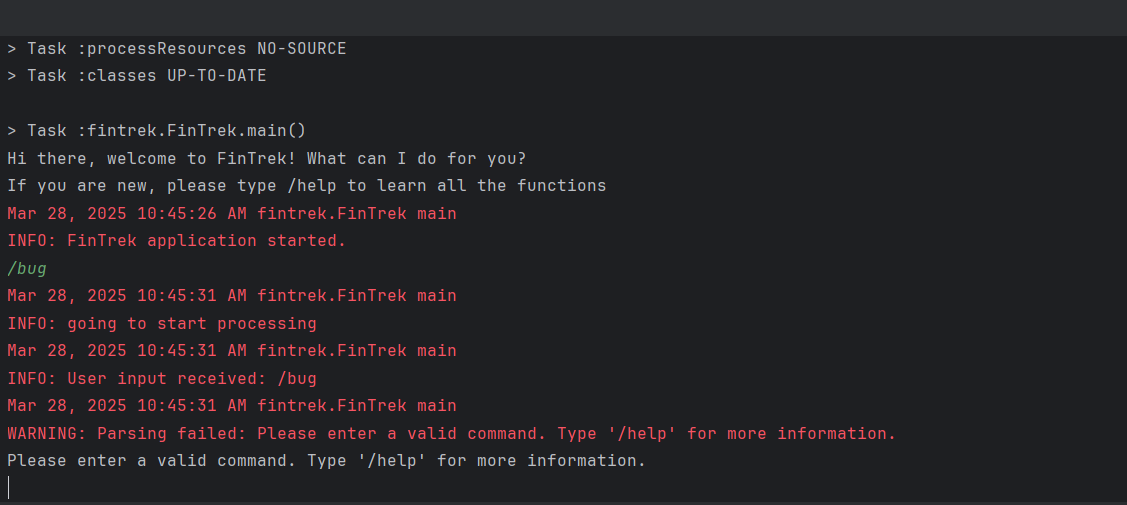 > Task :processResources NO-SOURCE
> Task :classes UP-TO-DATE
> Task :fintrek.FinTrek.main()
Hi there, welcome to FinTrek! What can I do for you?
If you are new, please type /help to learn all the functions
Mar 28, 2025 10:45:26 AM fintrek.FinTrek main
INFO: FinTrek application started.
/bug
Mar 28, 2025 10:45:31 AM fintrek.FinTrek main
INFO: going to start processing
Mar 28, 2025 10:45:31 AM fintrek.FinTrek main
INFO: User input received: /bug
Mar 28, 2025 10:45:31 AM fintrek.FinTrek main
WARNING: Parsing failed: Please enter a valid command. Type '/help' for more information.
Please enter a valid command. Type '/help' for more information.